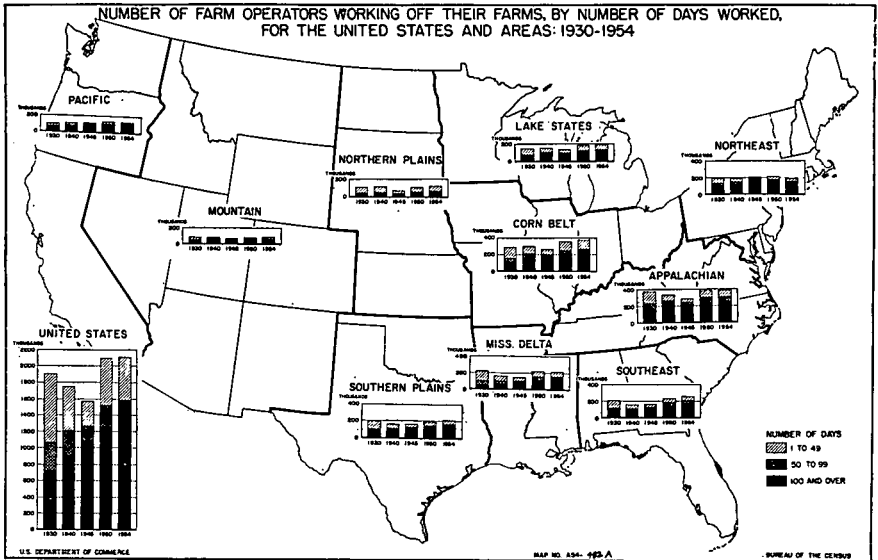 NUMBER OF FARM OPERATORS WORKING OFF THEIR FARMS, BY NUMBER OF DAYS WORKED,
FOR THE UNITED STATES AND AREAS: 1930-1954
PACIFIC
THOUSANDS
200
0
1930 1940 1945 1950 1954
LAKE STATES
THOUSANDS
200
0
1930 1940 1945 1950 1954
NORTHEAST
THOUSANDS
400
200
0
1930 1940 1945 1950 1954
NORTHERN PLAINS
THOUSANDS
200
0
1930 1940 1945 1950 1954
MOUNTAIN
THOUSANDS
200
0
1930 1940 1945 1950 1954
CORN BELT
THOUSANDS
400
200
0
1930 1940 1945 1950 1954
APPALACHIAN
THOUSANDS
400
200
0
1930 1940 1945 1950 1954
UNITED STATES
THOUSANDS
2200
2000
1800
1600
1400
1200
1000
800
600
400
200
0
1930 1940 1945 1950 1954
MISS. DELTA
THOUSANDS
400
200
0
1930 1940 1945 1950 1954
SOUTHERN PLAINS
THOUSANDS
400
200
0
1930 1940 1945 1950 1954
SOUTHEAST
THOUSANDS
400
200
0
1930 1940 1945 1950 1954
NUMBER OF DAYS
1 TO 49
50 TO 99
100 AND OVER
U.S. DEPARTMENT OF COMMERCE
MAP NO. A54-482 A
BUREAU OF THE CENSUS